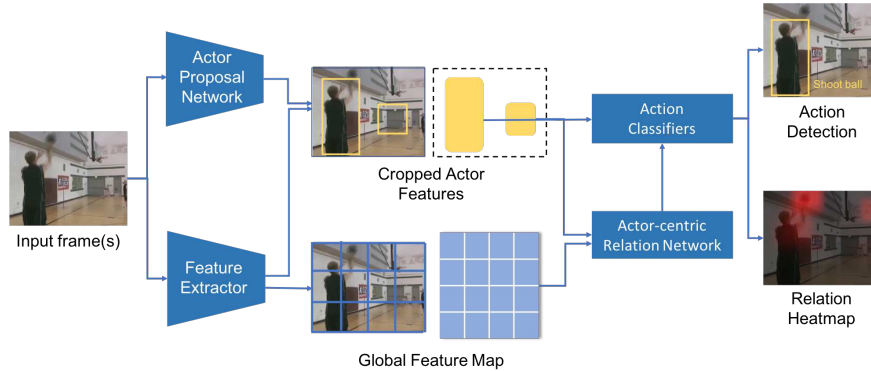 Actor
Proposal
Network
Input frame(s)
Feature
Extractor
Cropped Actor
Features
Global Feature Map
Action
Classifiers
Actor-centric
Relation Network
Shoot ball
Action
Detection
Relation
Heatmap